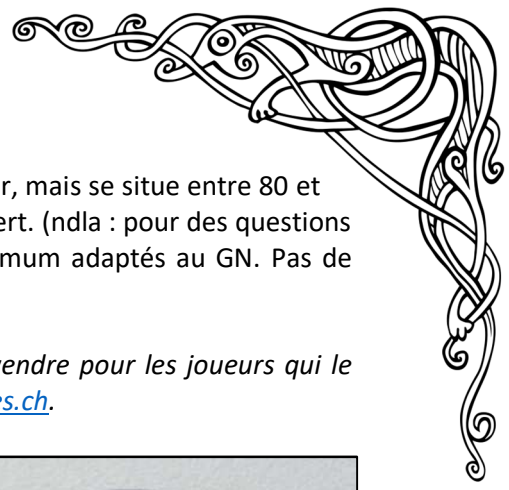 r, mais se situe entre 80 et
ert. (ndla : pour des questions
mum adaptés au GN. Pas de
vendre pour les joueurs qui le
es.ch.